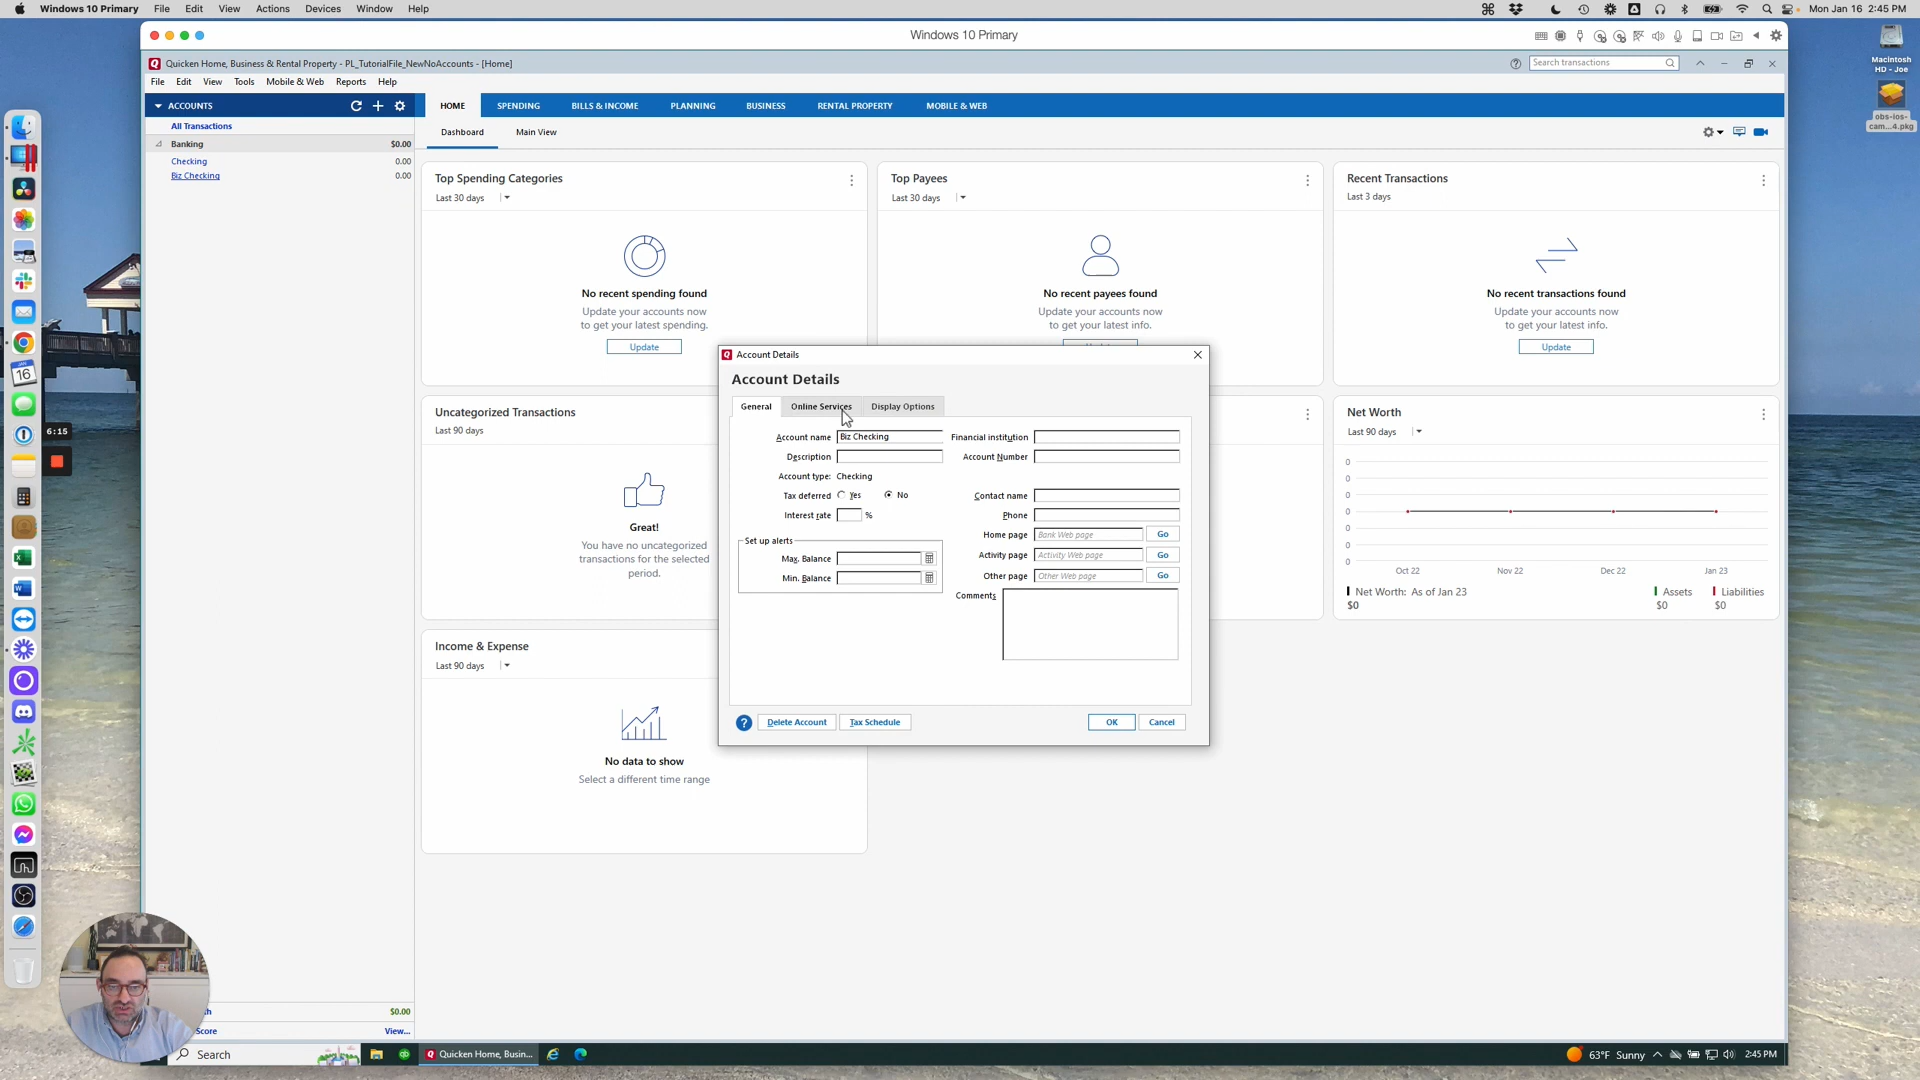 Windows 10 Primary File Edit View Actions Devices Window Help
Mon Jan 16 2:45 PM
Windows 10 Primary
Macintosh
HD - Joe
obs-ios-
cam...4.pkg
Quicken Home, Business & Rental Property - PL_TutorialFile_NewNoAccounts - [Home]
Search transactions
File Edit View Tools Mobile & Web Reports Help
ACCOUNTS
HOME SPENDING BILLS & INCOME PLANNING BUSINESS RENTAL PROPERTY MOBILE & WEB
All Transactions
Dashboard Main View
Banking $0.00
Checking 0.00
Biz Checking 0.00
Top Spending Categories
Last 30 days
No recent spending found
Update your accounts now
to get your latest spending.
Update
Top Payees
Last 30 days
No recent payees found
Update your accounts now
to get your latest info.
Recent Transactions
Last 3 days
No recent transactions found
Update your accounts now
to get your latest info.
Update
Uncategorized Transactions
Last 90 days
Great!
You have no uncategorized
transactions for the selected
period.
Account Details
Account Details
General Online Services Display Options
Account name Biz Checking
Description
Account type: Checking
Tax deferred Yes No
Interest rate %
Set up alerts
Max. Balance
Min. Balance
Financial institution
Account Number
Contact name
Phone
Home page Bank Web page Go
Activity page Activity Web page Go
Other page Other Web page Go
Comments
? Delete Account Tax Schedule OK Cancel
Net Worth
Last 90 days
0
0
0
0
0
0
Oct 22 Nov 22 Dec 22 Jan 23
Net Worth: As of Jan 23
$0
Assets
$0
Liabilities
$0
Income & Expense
Last 90 days
No data to show
Select a different time range
JAN
16
6:15
$0.00
Score View...
Search
Quicken Home, Busin...
63°F Sunny
2:45 PM